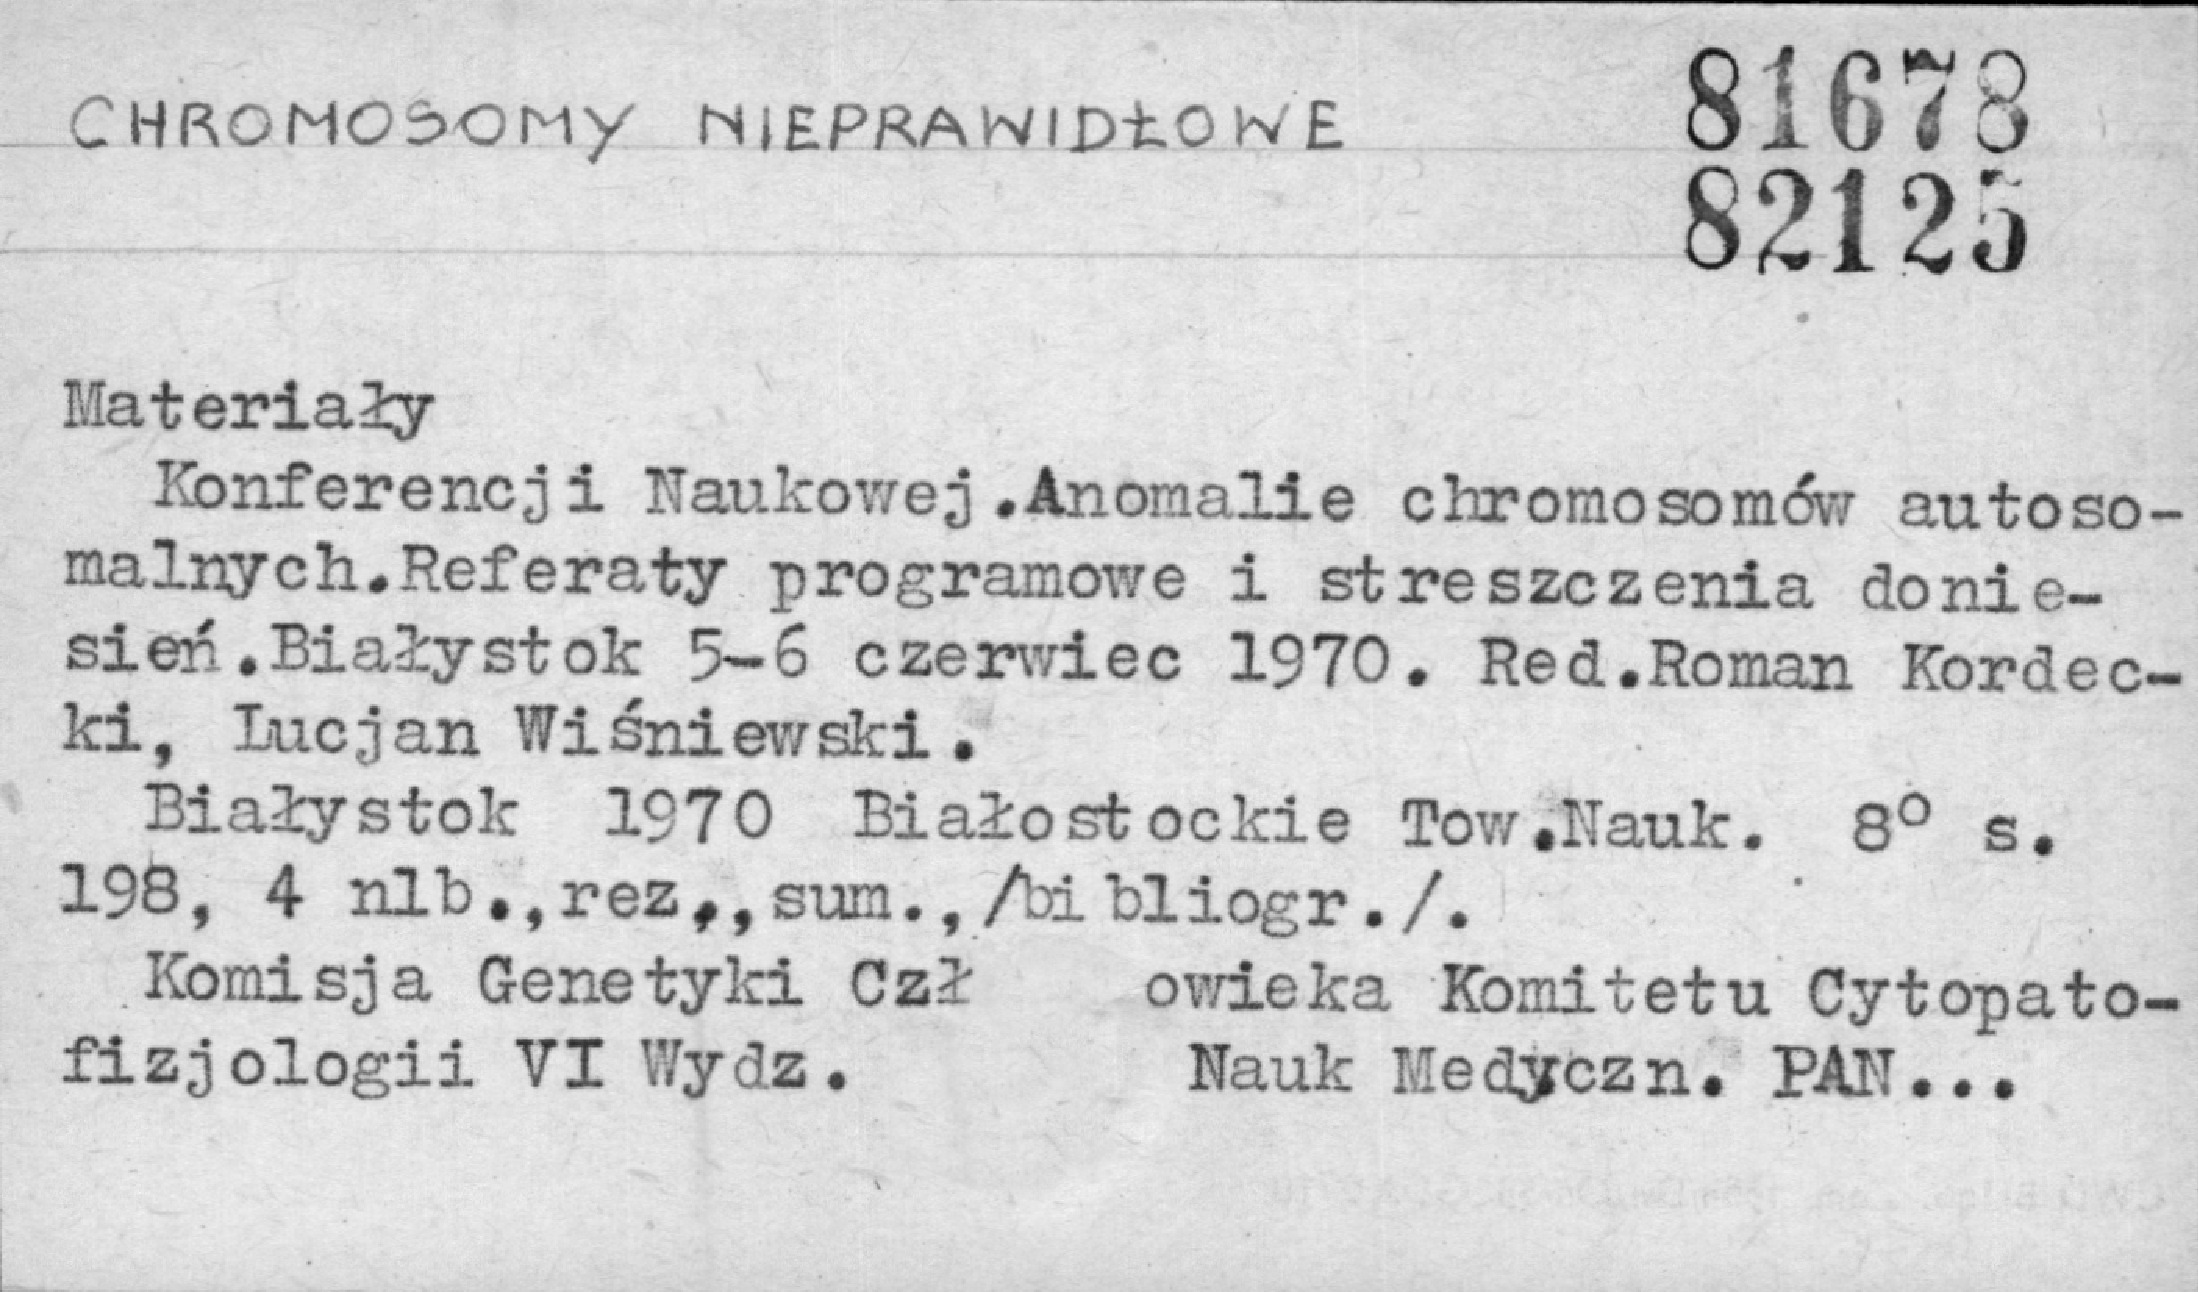 CHROMOSOMY NIEPRAWIDŁOWE
81678
82125
Materiały
Konferencji Naukowej.Anomalie chromosomów autoso-
malnych.Referaty programowe i streszczenia donie-
sień.Białystok 5-6 czerwiec 1970. Red.Roman Kordec-
ki, Lucjan Wiśniewski.
Białystok 1970 Białostockie Tow.Nauk. 8° s.
198, 4 nlb.,rez.,,sum.,/bibliogr./.
Komisja Genetyki Czł owieka Komitetu Cytopato-
fizjologii VI Wydz. Nauk Medyczn. PAN...